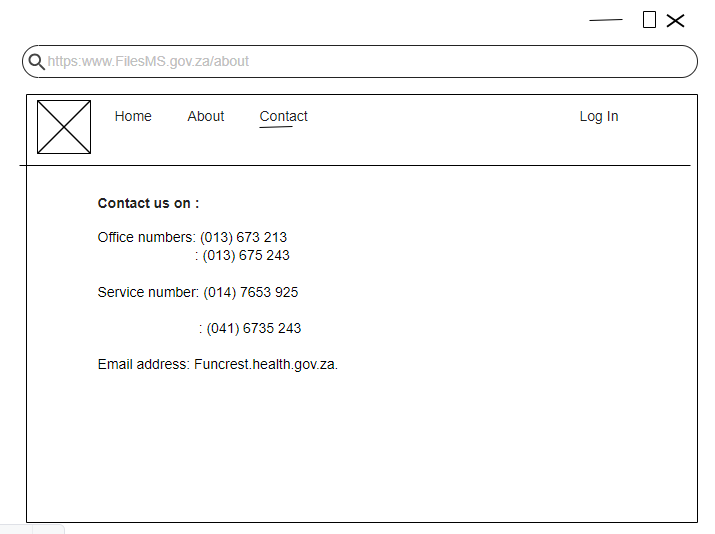 https:www.FilesMS.gov.za/about
Home About Contact Log In
Contact us on :
Office numbers: (013) 673 213
: (013) 675 243
Service number: (014) 7653 925
: (041) 6735 243
Email address: Funcrest.health.gov.za.